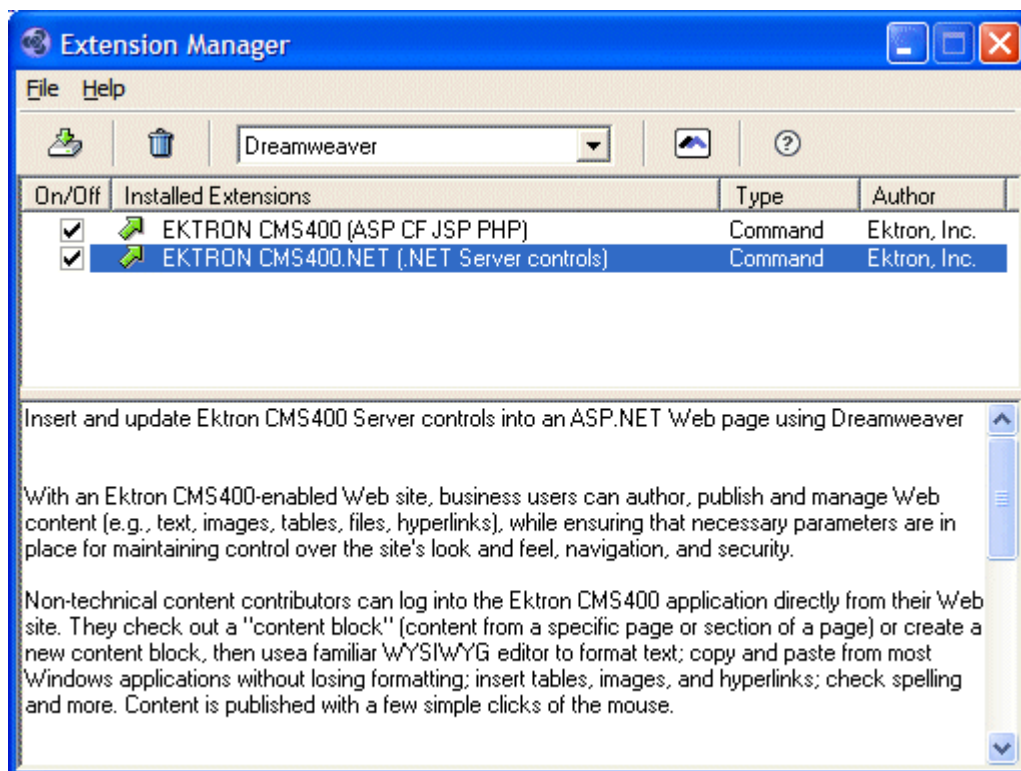 Extension Manager
File Help
Dreamweaver
On/Off Installed Extensions Type Author
EKTRON CMS400 (ASP CF JSP PHP) Command Ektron, Inc.
EKTRON CMS400.NET (.NET Server controls) Command Ektron, Inc.
Insert and update Ektron CMS400 Server controls into an ASP.NET Web page using Dreamweaver
With an Ektron CMS400-enabled Web site, business users can author, publish and manage Web
content (e.g., text, images, tables, files, hyperlinks), while ensuring that necessary parameters are in
place for maintaining control over the site's look and feel, navigation, and security.
Non-technical content contributors can log into the Ektron CMS400 application directly from their Web
site. They check out a "content block" (content from a specific page or section of a page) or create a
new content block, then usea familiar WYSIWYG editor to format text; copy and paste from most
Windows applications without losing formatting; insert tables, images, and hyperlinks; check spelling
and more. Content is published with a few simple clicks of the mouse.